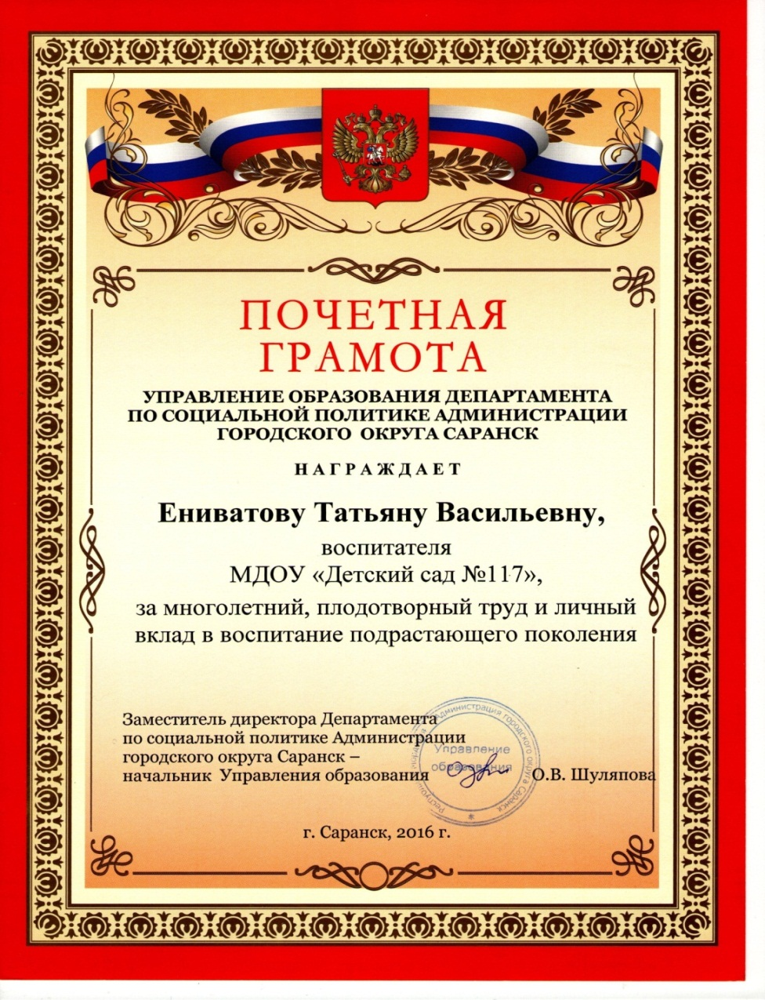 ПОЧЕТНАЯ
ГРАМОТА
УПРАВЛЕНИЕ ОБРАЗОВАНИЯ ДЕПАРТАМЕНТА
ПО СОЦИАЛЬНОЙ ПОЛИТИКЕ АДМИНИСТРАЦИИ
ГОРОДСКОГО ОКРУГА САРАНСК
НАГРАЖДАЕТ
Ениватову Татьяну Васильевну,
воспитателя
МДОУ «Детский сад №117»,
за многолетний, плодотворный труд и личный
вклад в воспитание подрастающего поколения
Заместитель директора Департамента
по социальной политике Администрации
городского округа Саранск –
начальник Управления образования
О.В. Шуляпова
Администрация городского округа Саранск
Управление
образования
г. Саранск, 2016 г.